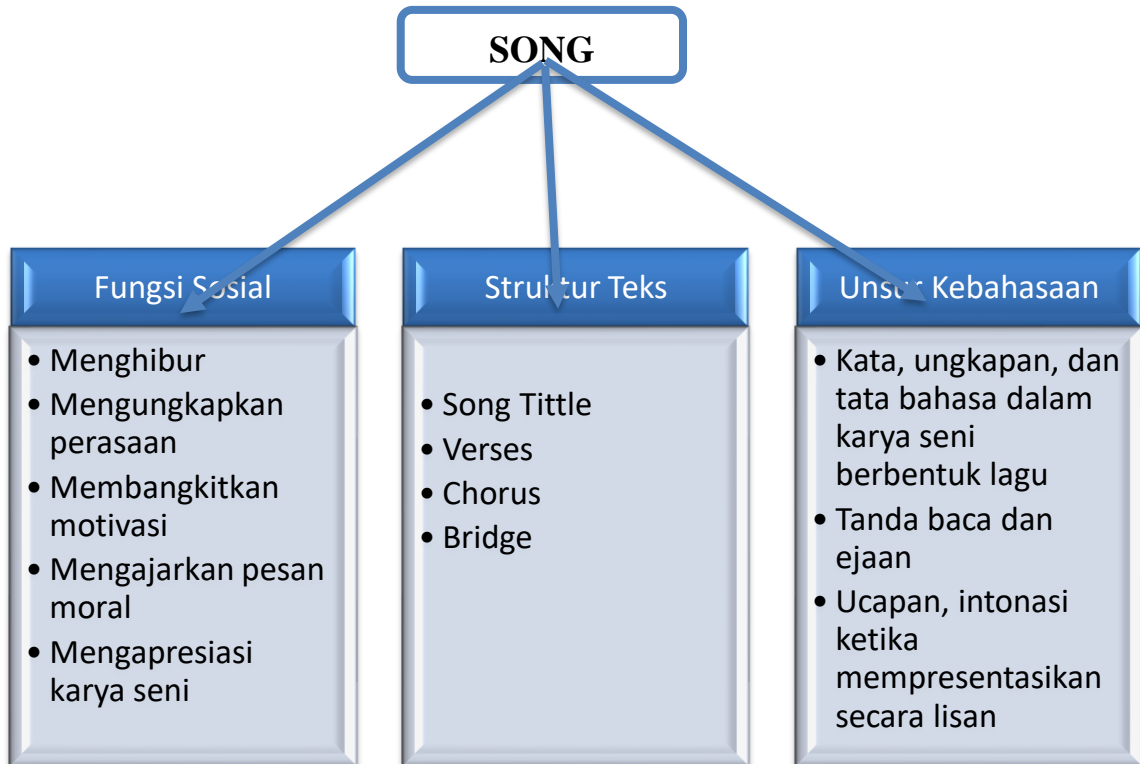 SONG
Fungsi Sosial
• Menghibur
• Mengungkapkan
perasaan
• Membangkitkan
motivasi
• Mengajarkan pesan
moral
• Mengapresiasi
karya seni
Struktur Teks
• Song Tittle
• Verses
• Chorus
• Bridge
Unsur Kebahasaan
• Kata, ungkapan, dan
tata bahasa dalam
karya seni
berbentuk lagu
• Tanda baca dan
ejaan
• Ucapan, intonasi
ketika
mempresentasikan
secara lisan